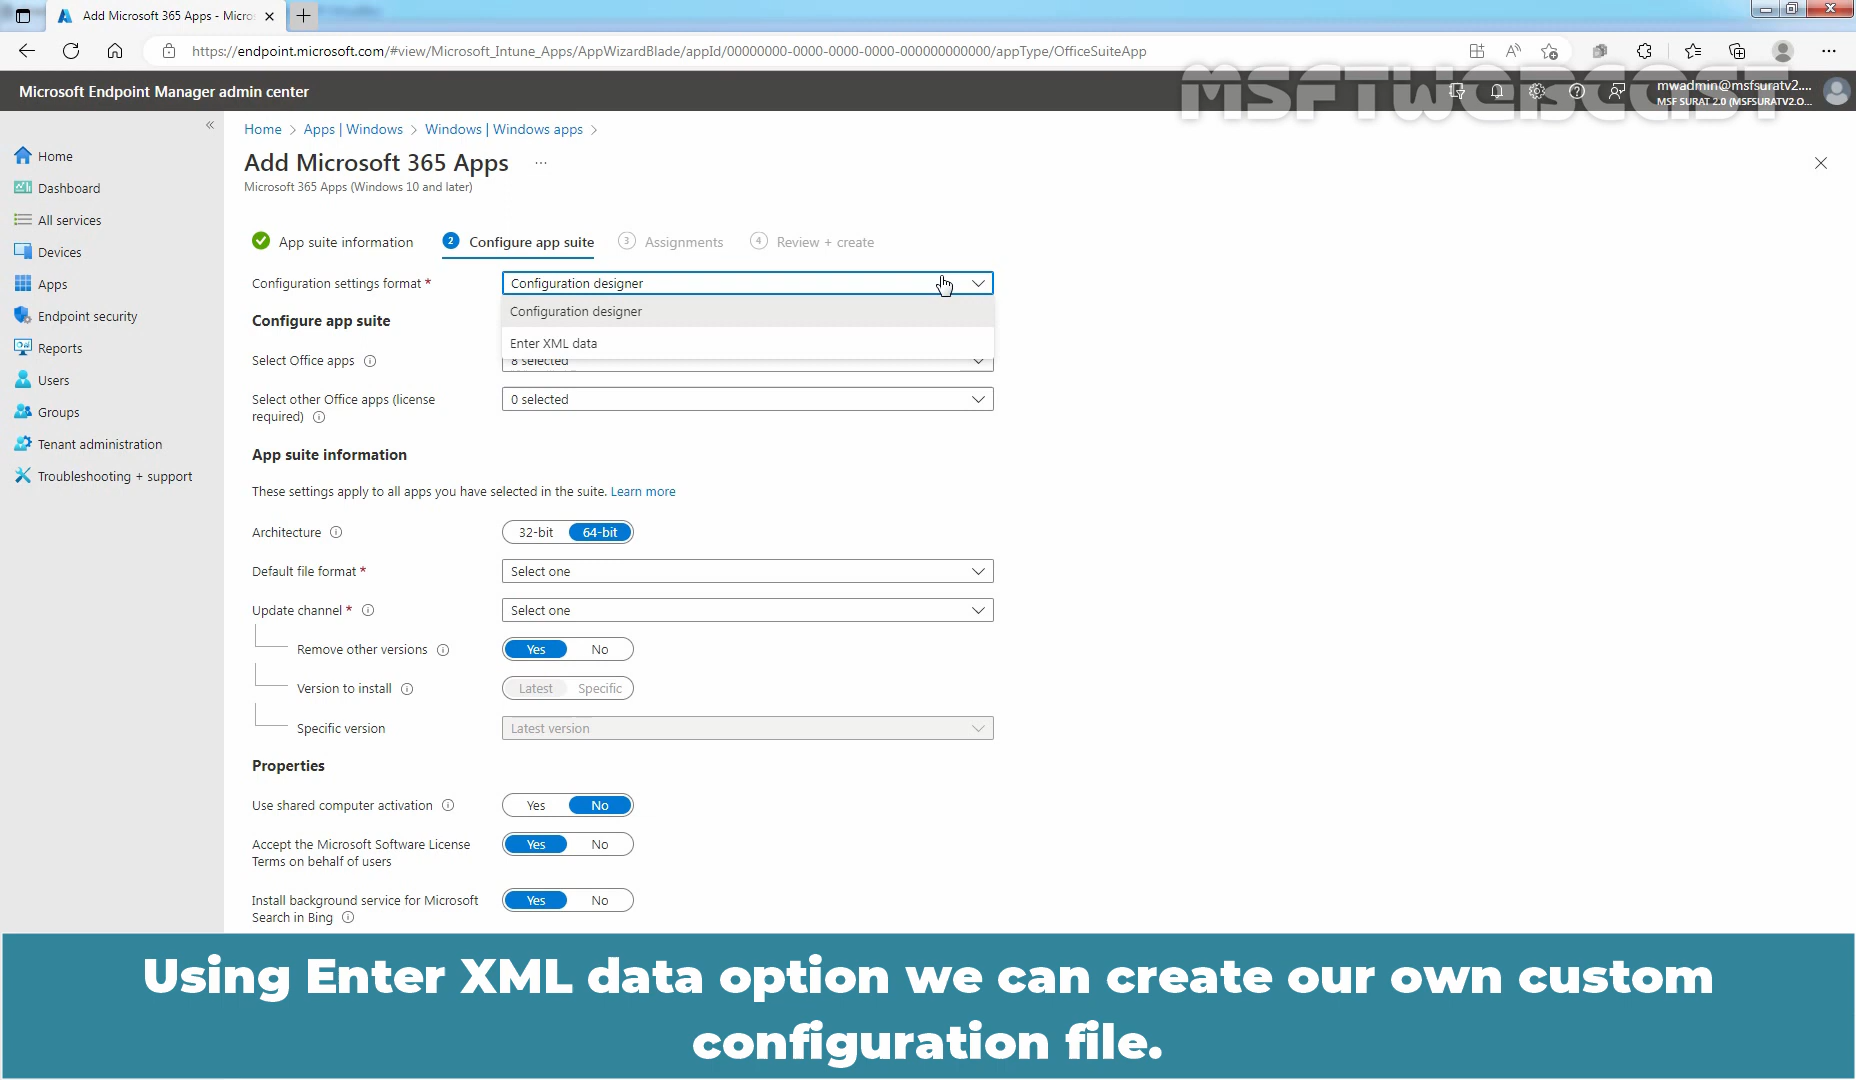 Add Microsoft 365 Apps - Micros
https://endpoint.microsoft.com/#view/Microsoft_Intune_Apps/AppWizardBlade/appId/00000000-0000-0000-0000-000000000000/appType/OfficeSuiteApp
MSFTWEBCAST
Microsoft Endpoint Manager admin center
mwadmin@msfsuratv2....
MSF SURAT 2.0 (MSFSURATV2.O...
Home > Apps | Windows > Windows | Windows apps >
Add Microsoft 365 Apps ...
Microsoft 365 Apps (Windows 10 and later)
Home
Dashboard
All services
Devices
Apps
Endpoint security
Reports
Users
Groups
Tenant administration
Troubleshooting + support
App suite information
2 Configure app suite
3 Assignments
4 Review + create
Configuration settings format *
Configuration designer
Configuration designer
Enter XML data
Configure app suite
Select Office apps
8 selected
Select other Office apps (license
required)
0 selected
App suite information
These settings apply to all apps you have selected in the suite. Learn more
Architecture
32-bit 64-bit
Default file format *
Select one
Update channel *
Select one
Remove other versions
Yes No
Version to install
Latest Specific
Specific version
Latest version
Properties
Use shared computer activation
Yes No
Accept the Microsoft Software License
Terms on behalf of users
Yes No
Install background service for Microsoft
Search in Bing
Yes No
Using Enter XML data option we can create our own custom
configuration file.